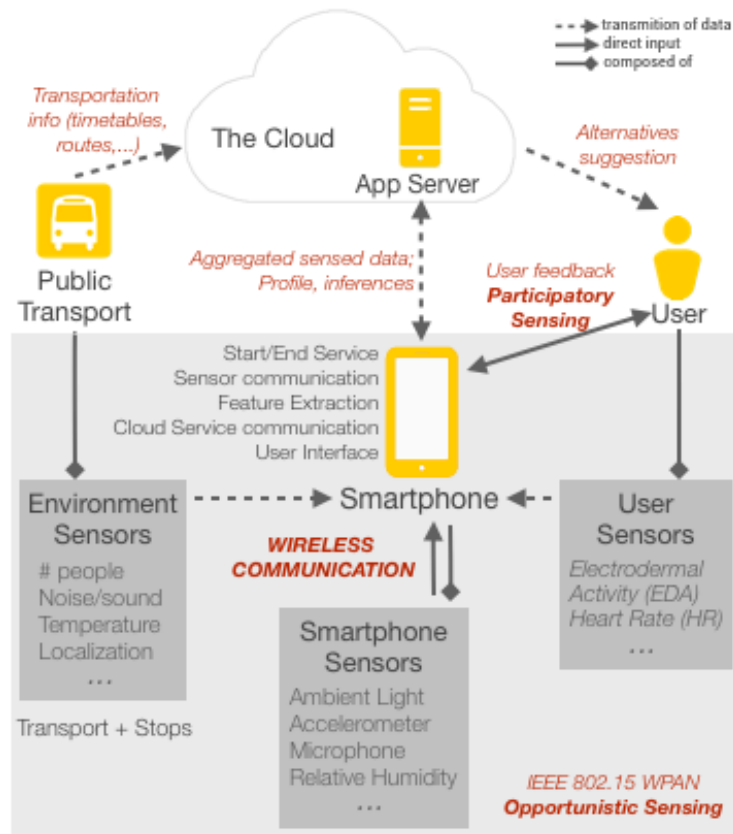 transmition of data
direct input
composed of
Transportation
info (timetables,
routes,...)
The Cloud
App Server
Alternatives
suggestion
Public
Transport
Aggregated sensed data;
Profile, inferences
User feedback
Participatory
Sensing
User
Start/End Service
Sensor communication
Feature Extraction
Cloud Service communication
User Interface
Smartphone
Environment
Sensors
# people
Noise/sound
Temperature
Localization
...
Transport + Stops
WIRELESS
COMMUNICATION
Smartphone
Sensors
Ambient Light
Accelerometer
Microphone
Relative Humidity
...
User
Sensors
Electrodermal
Activity (EDA)
Heart Rate (HR)
...
IEEE 802.15 WPAN
Opportunistic Sensing